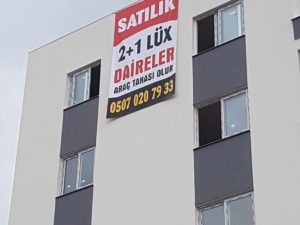 SATILIK
2+1 LÜX
DAİRELER
ARAÇ TAKASI OLUR
0507 020 79 33